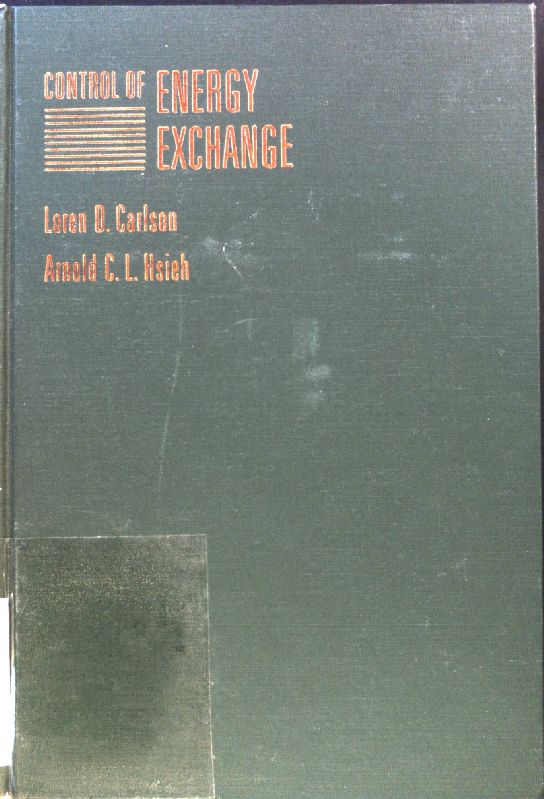 CONTROL OF ENERGY
EXCHANGE
Loren D. Carlson
Arnold C. L. Hsieh